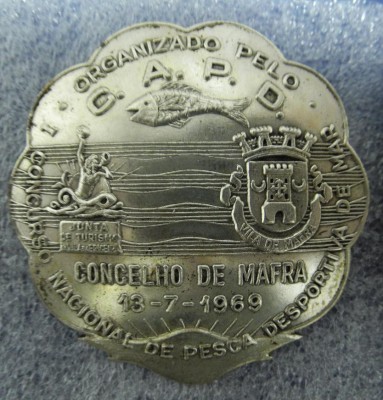 ORGANIZADO PELO
G. A. P. D.
I CONCURSO NACIONAL DE PESCA DESPORTIVA DE MAR
JUNTA
DE TURISMO
VILA DE MAFRA
CONCELHO DE MAFRA
13-7-1969